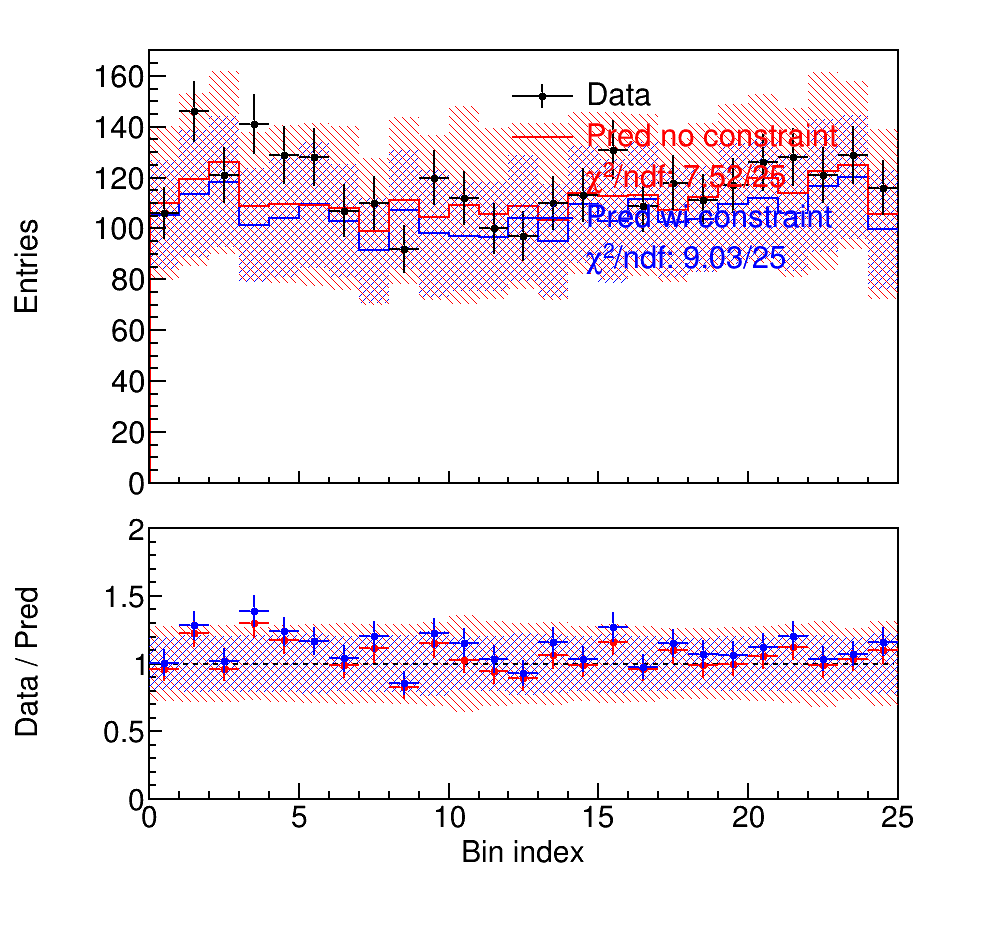 160
140
120
100
80
60
40
20
0
Entries
Data
Pred no constraint
χ²/ndf: 7.52/25
Pred wi constraint
χ²/ndf: 9.03/25
2
1.5
1
0.5
0
Data / Pred
0 5 10 15 20 25
Bin index